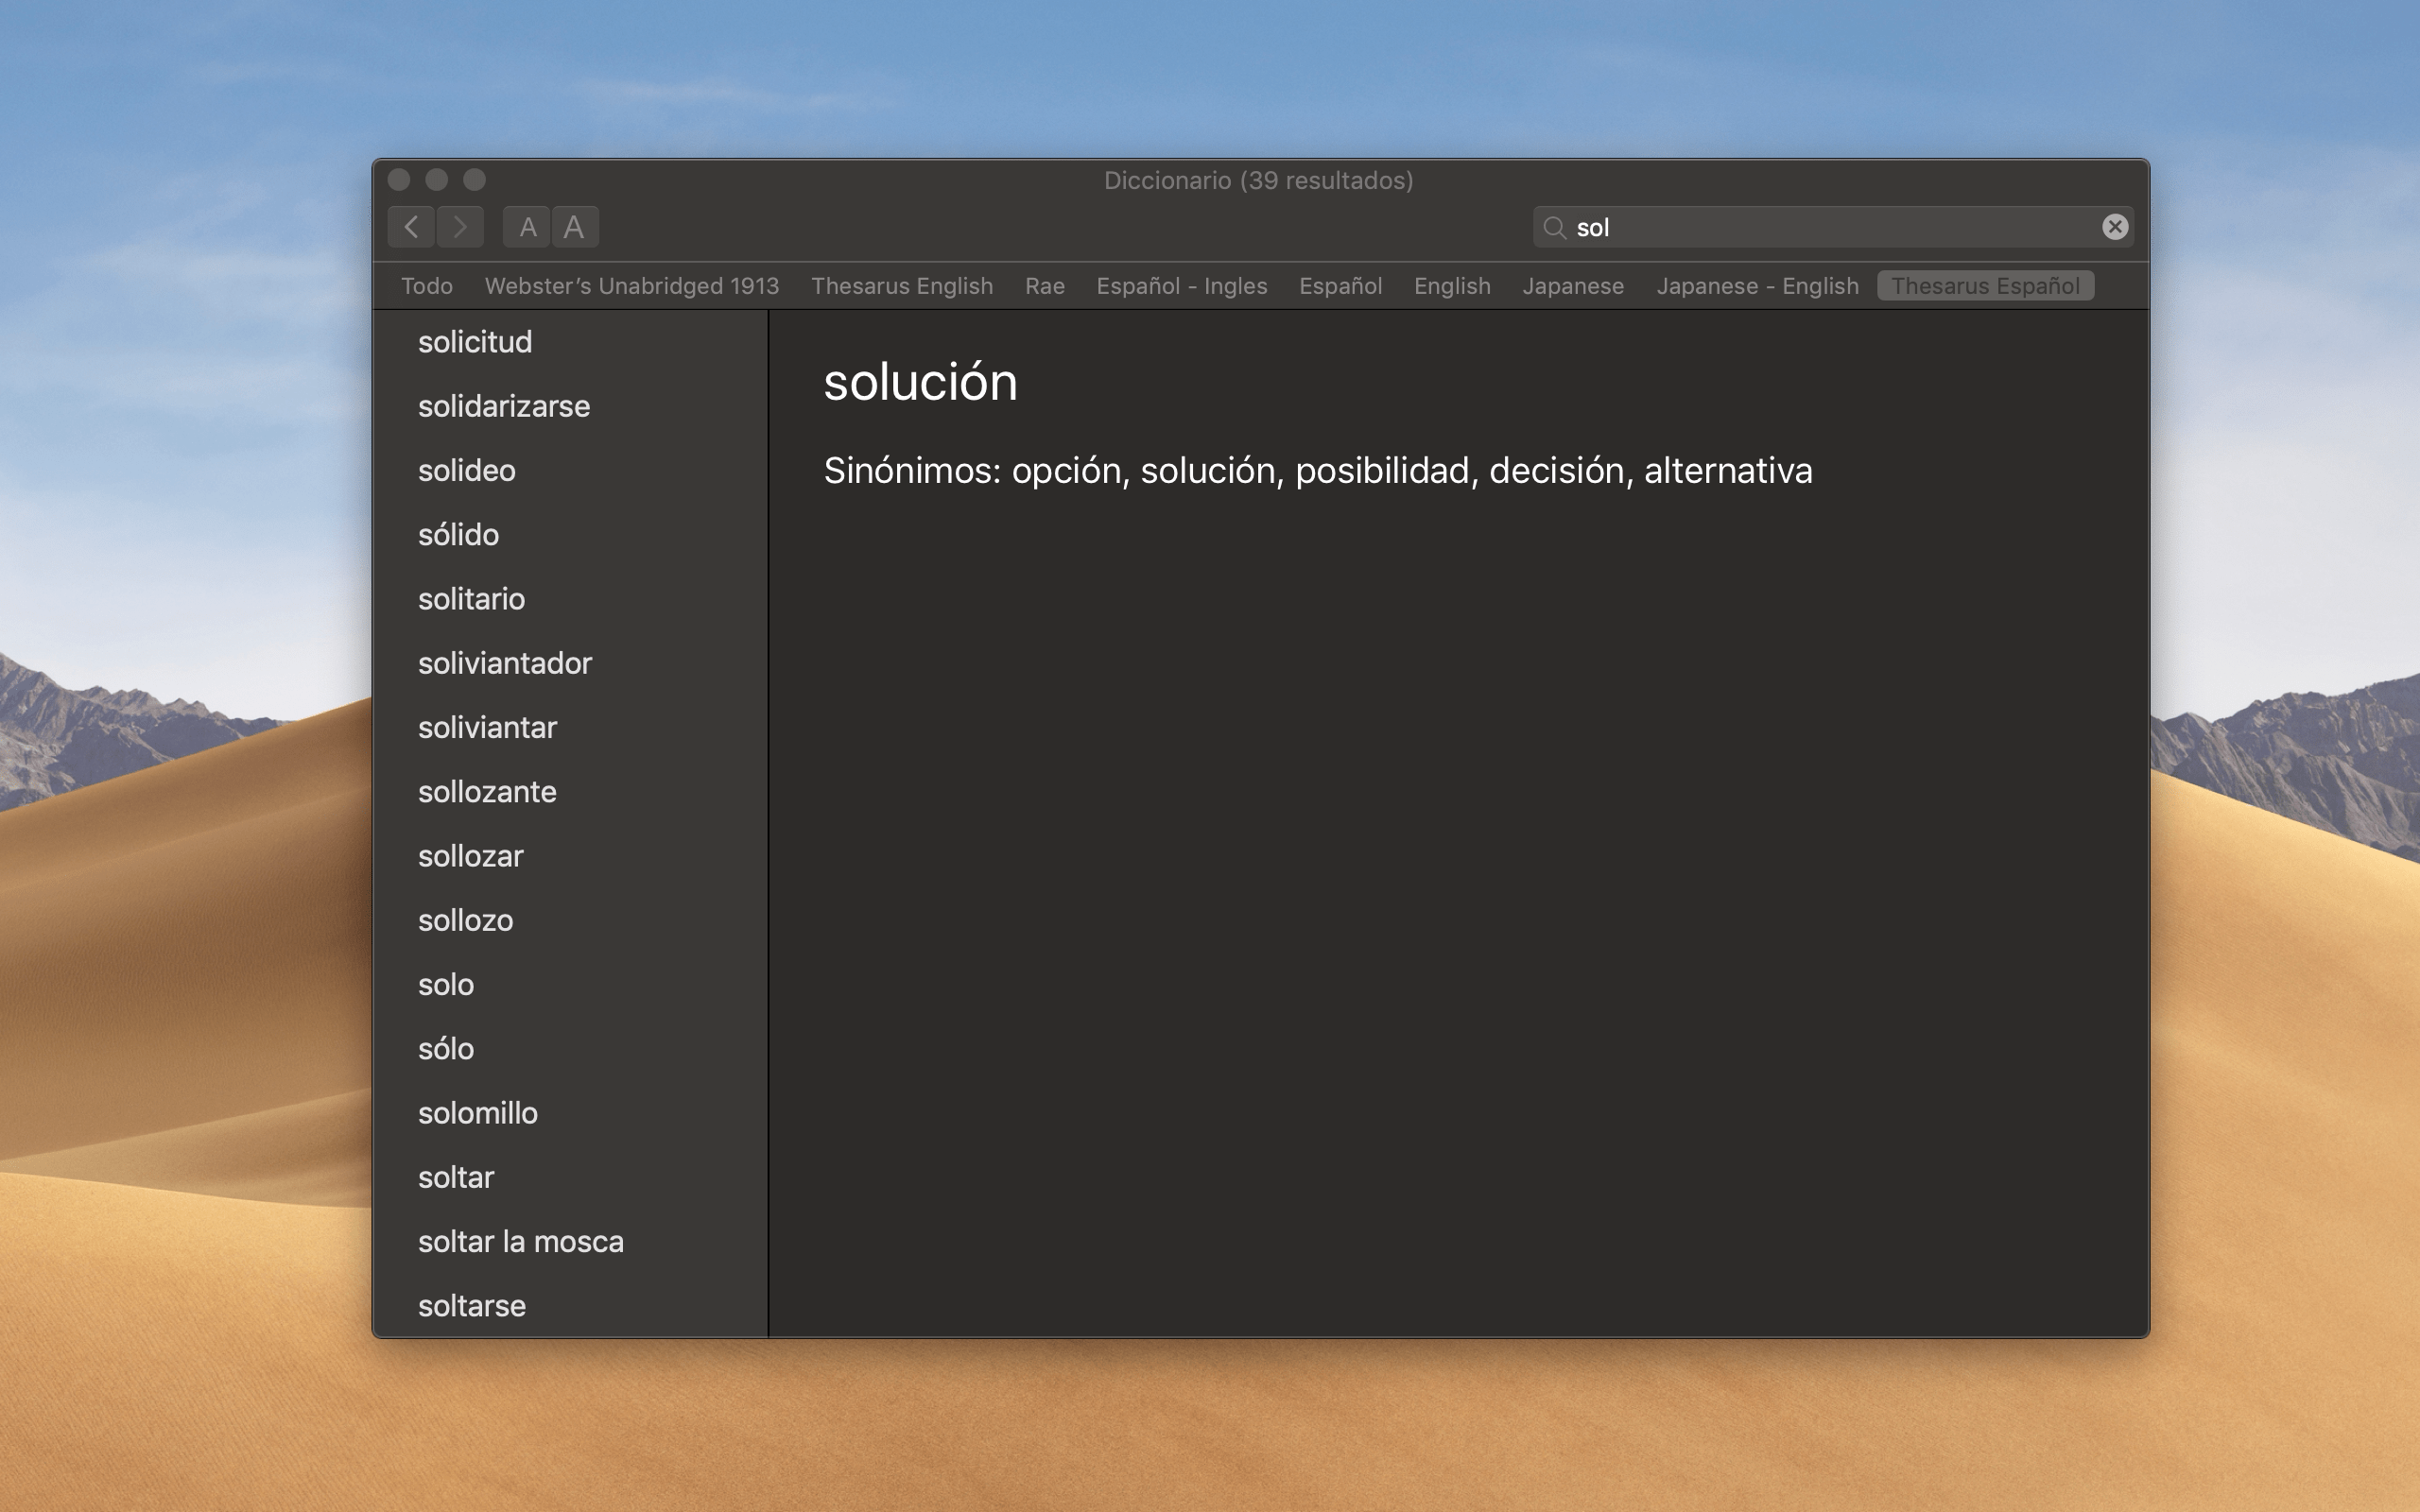 Diccionario (39 resultados)
A A
sol
Todo Webster’s Unabridged 1913 Thesarus English Rae Español - Ingles Español English Japanese Japanese - English Thesarus Español
solicitud
solidarizarse
solideo
sólido
solitario
soliviantador
soliviantar
sollozante
sollozar
sollozo
solo
sólo
solomillo
soltar
soltar la mosca
soltarse
solución
Sinónimos: opción, solución, posibilidad, decisión, alternativa